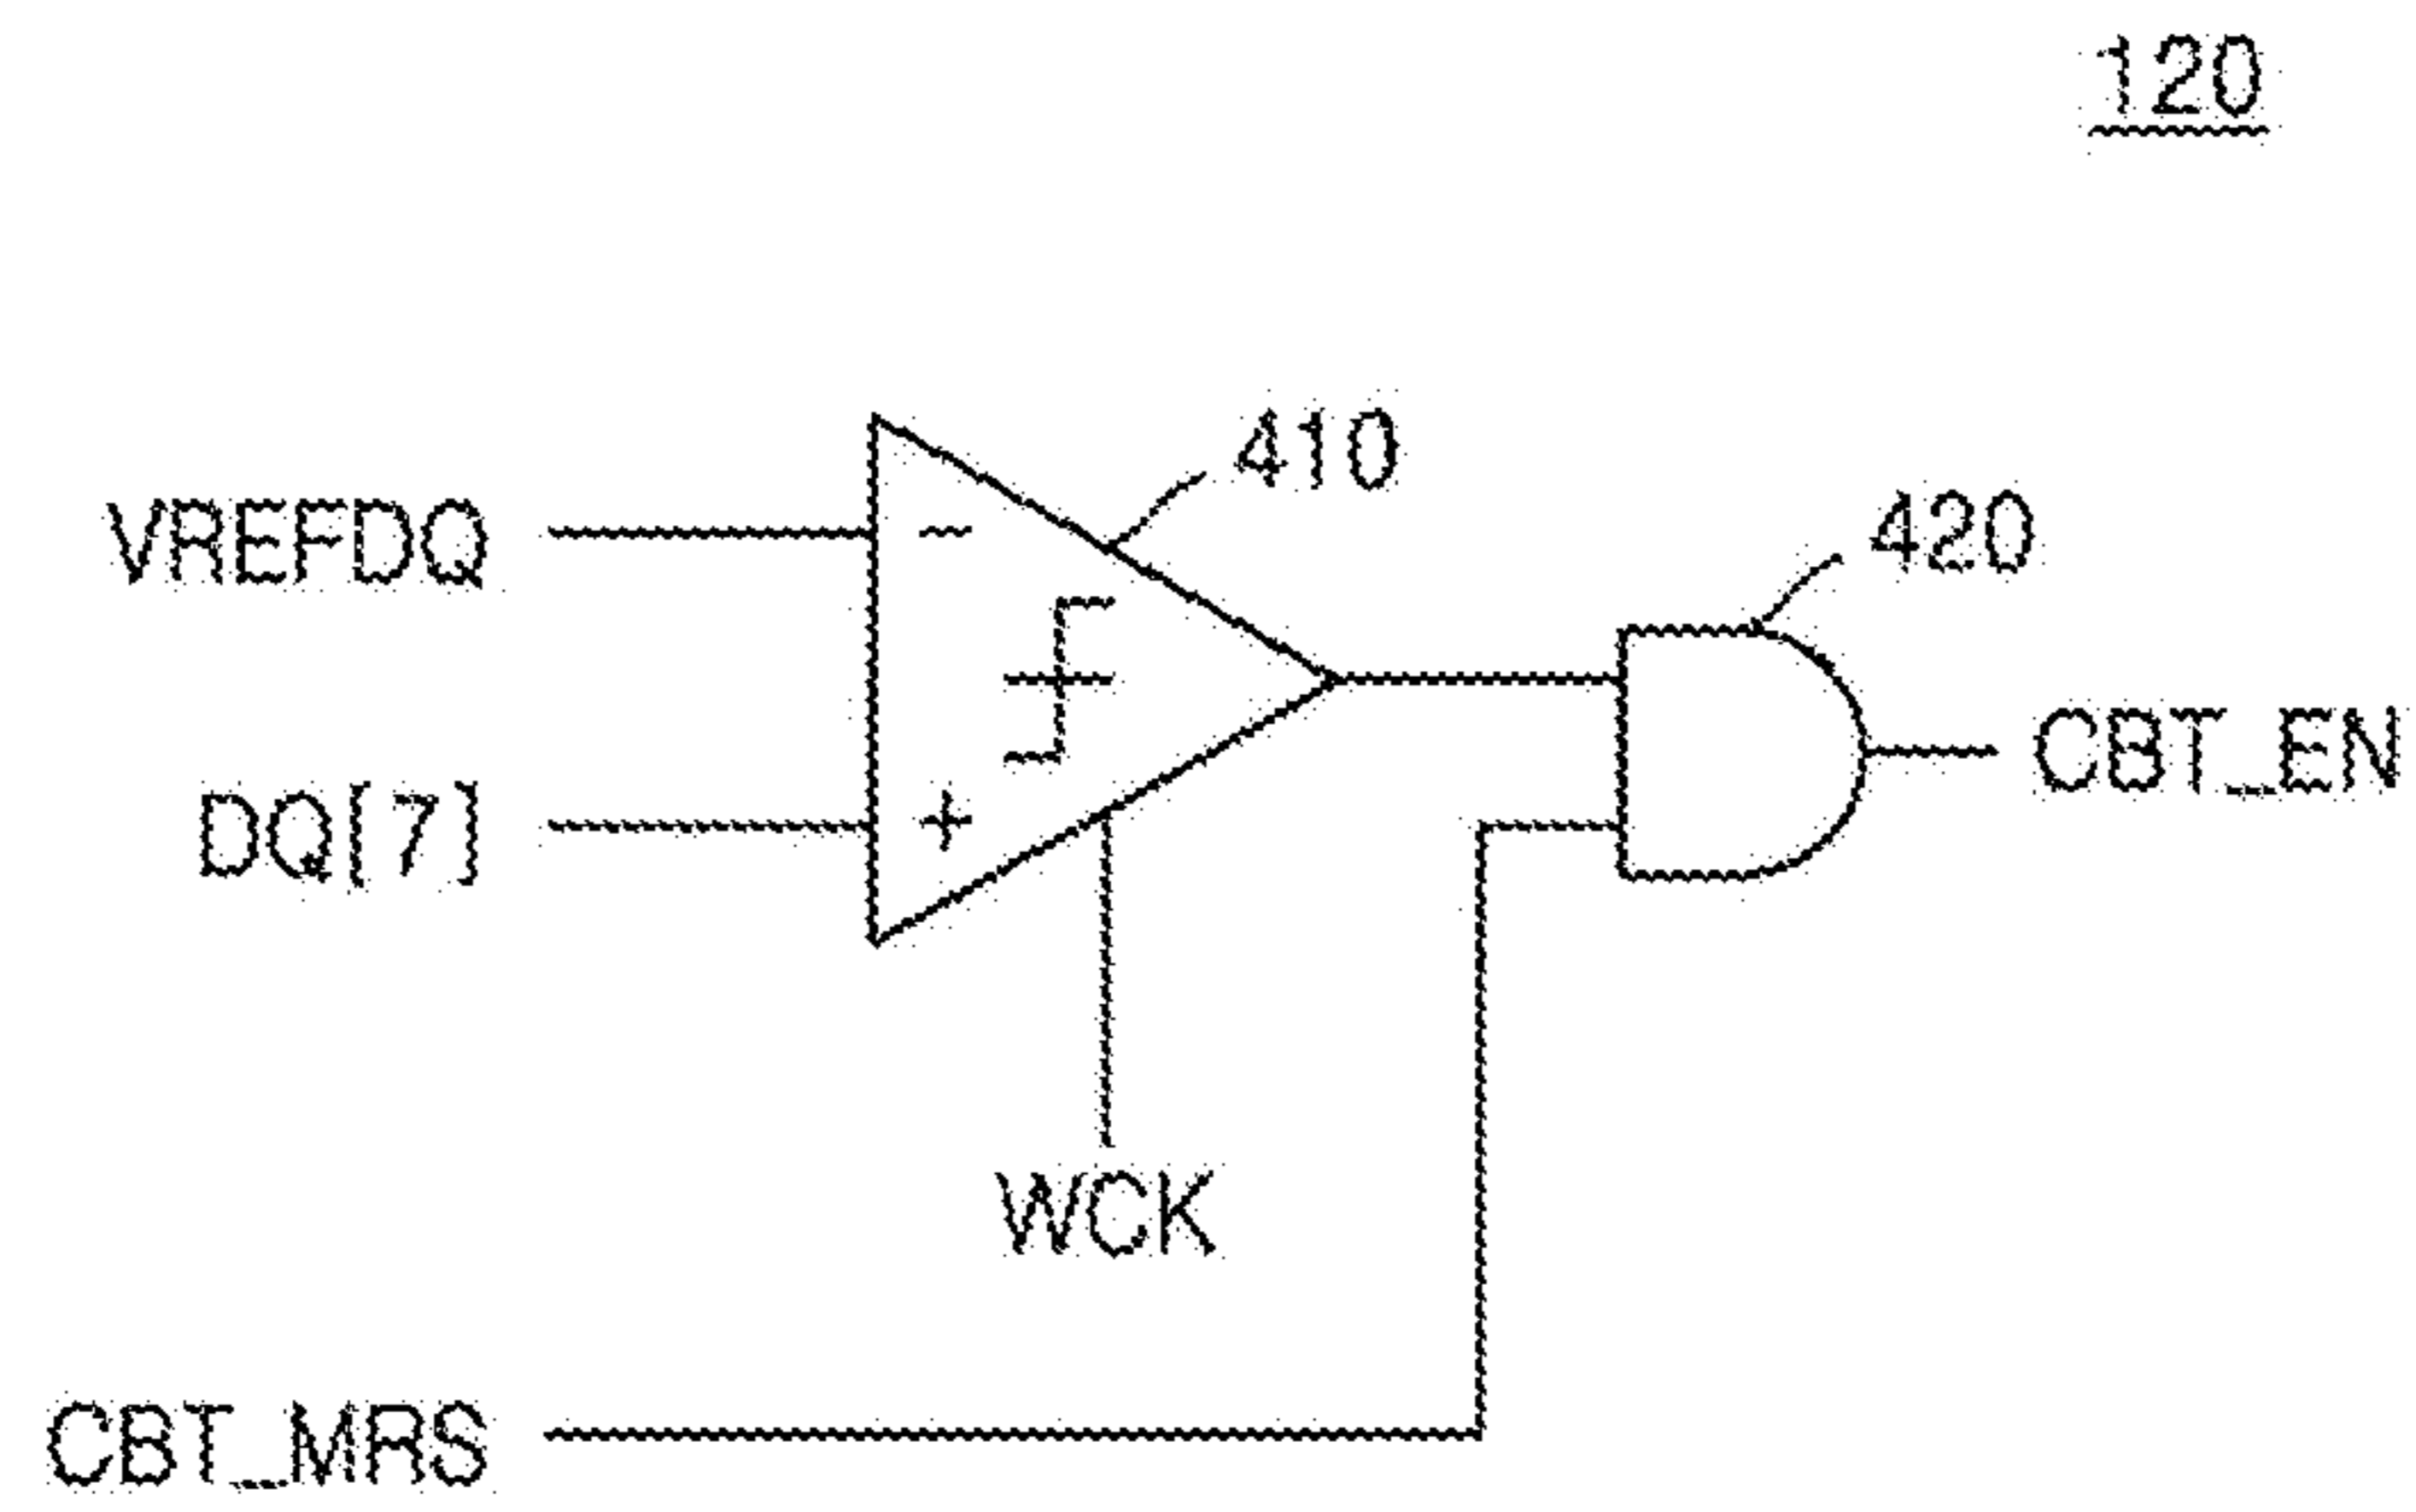 120
410
420
VREFDQ
-
DQ[7]
+
CBT_EN
WCK
CBT_MRS